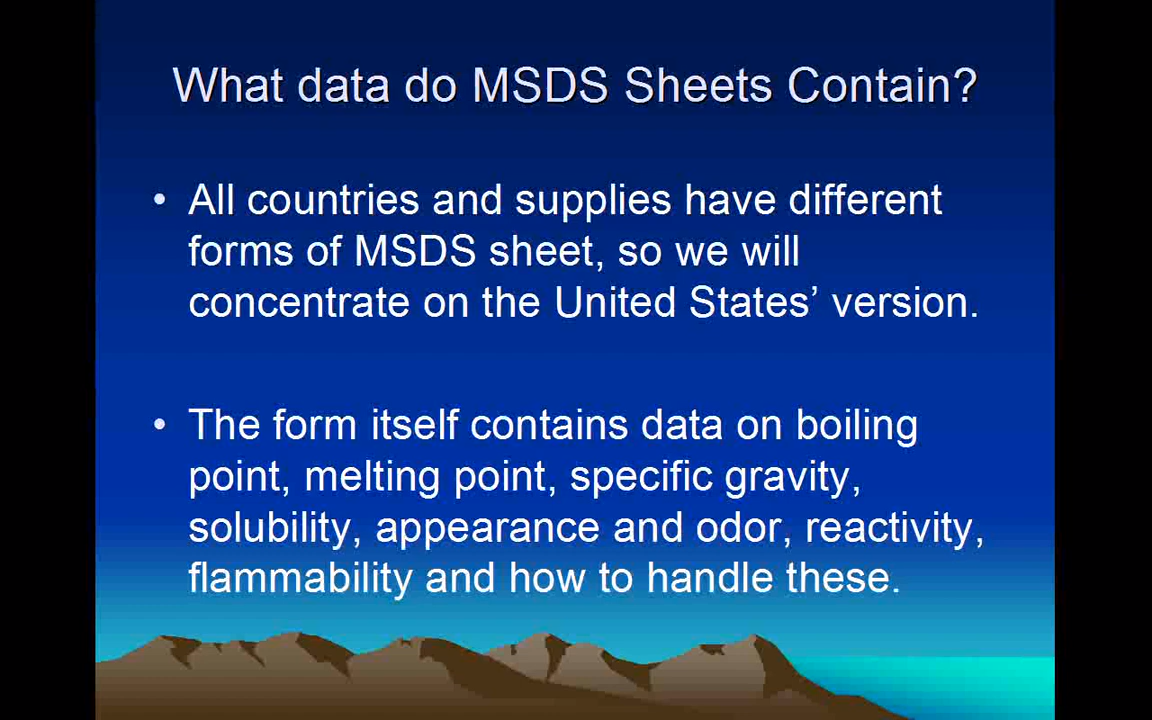 What data do MSDS Sheets Contain?
• All countries and supplies have different
forms of MSDS sheet, so we will
concentrate on the United States’ version.
• The form itself contains data on boiling
point, melting point, specific gravity,
solubility, appearance and odor, reactivity,
flammability and how to handle these.